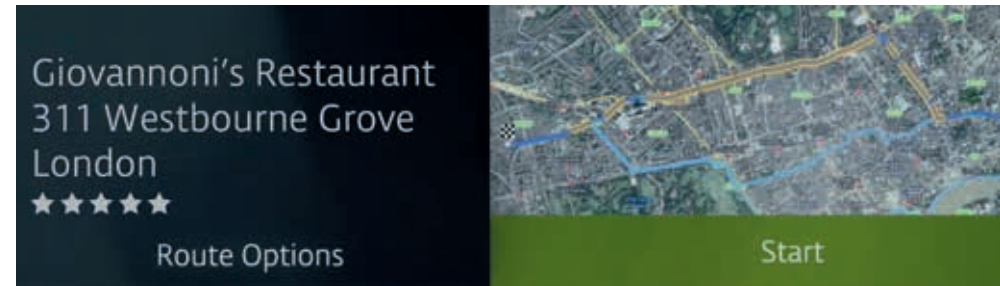 Giovannoni's Restaurant
311 Westbourne Grove
London
Route Options
Start